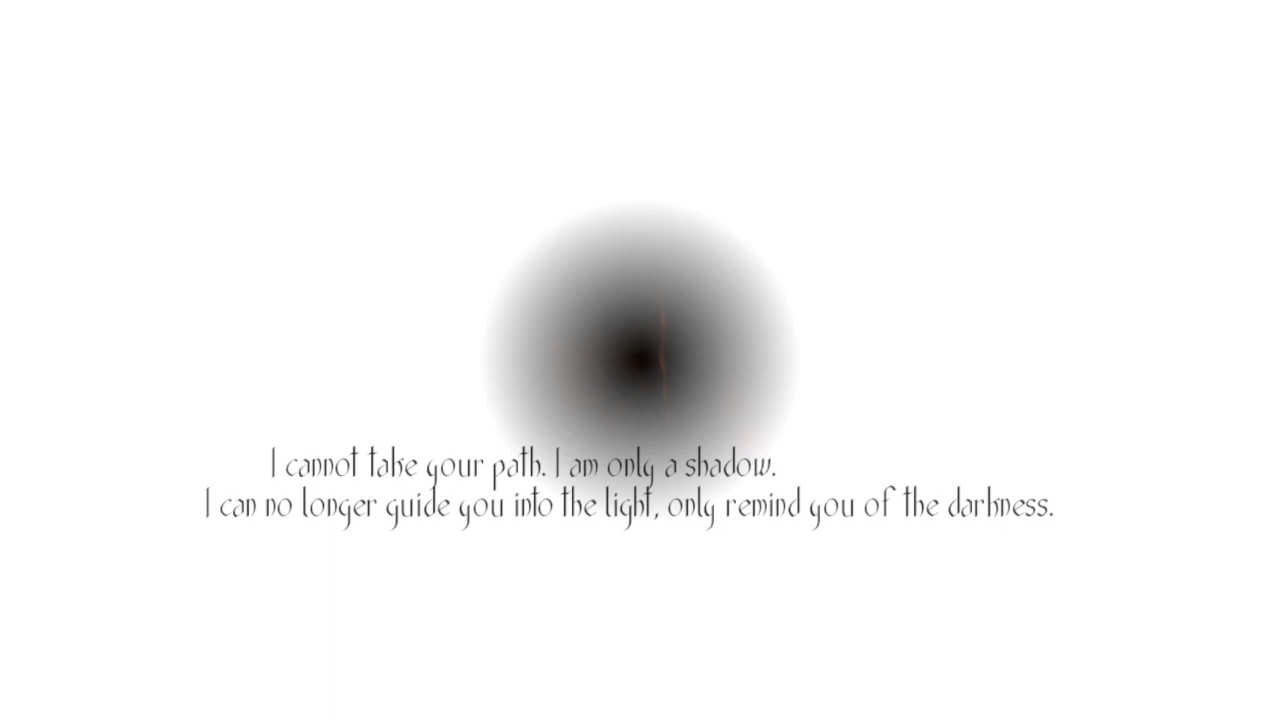 I cannot take your path. I am only a shadow.
I can no longer guide you into the light, only remind you of the darkness.